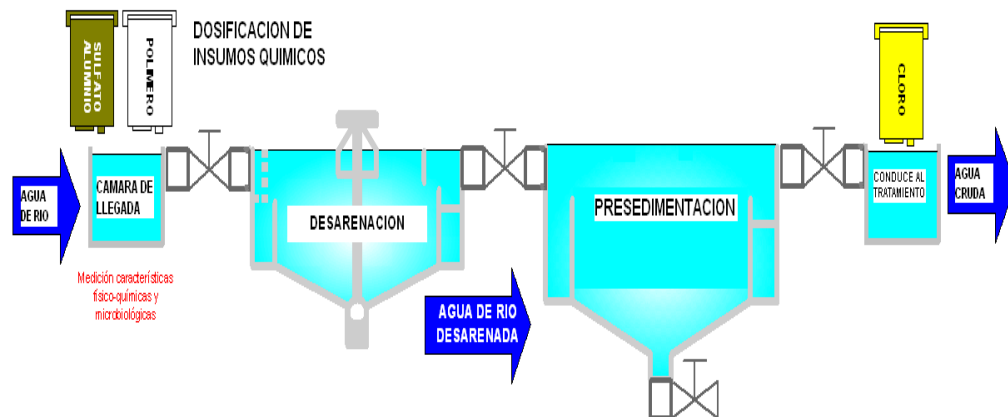 SULFATO
ALUMINIO
POLIMERO
DOSIFICACION DE
INSUMOS QUIMICOS
CLORO
AGUA
DE RIO
CAMARA DE
LLEGADA
DESARENACION
PRESEDIMENTACION
CONDUCE AL
TRATAMIENTO
AGUA
CRUDA
Medición características
físico-químicas y
microbiológicas
AGUA DE RIO
DESARENADA